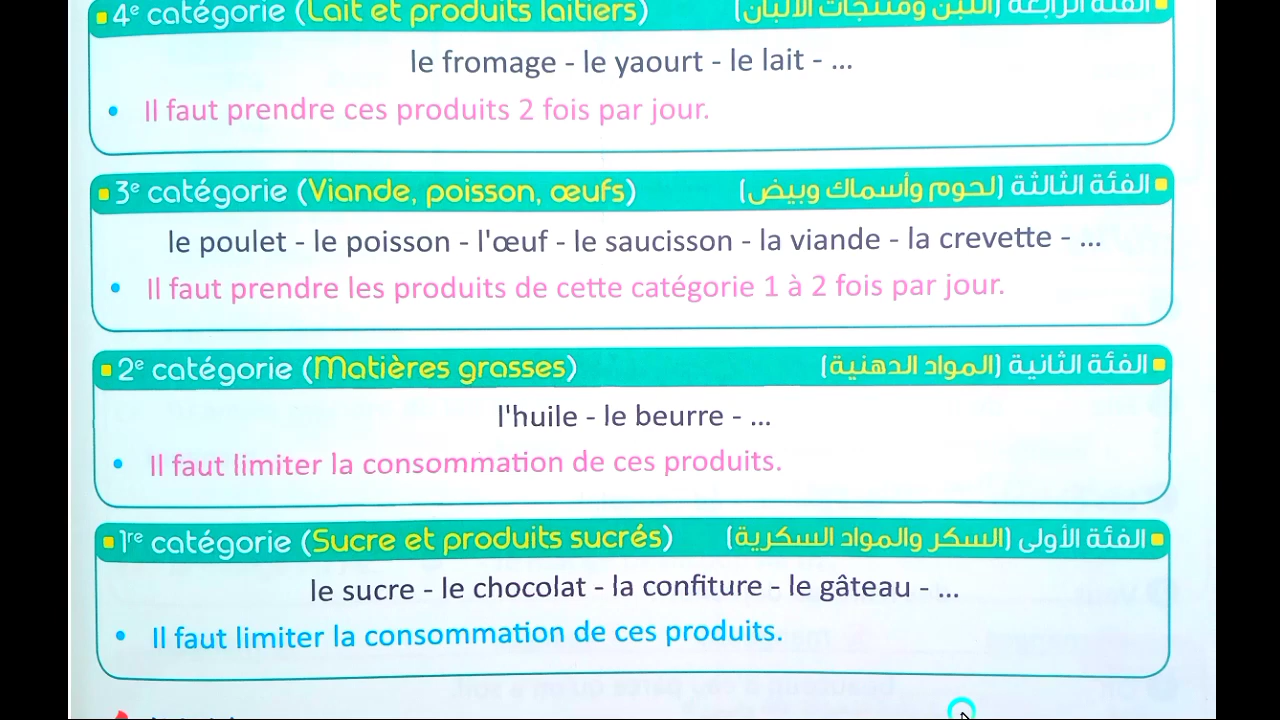 4e catégorie (Lait et produits laitiers) الفئة الرابعة (اللبن ومنتجات الألبان)
le fromage - le yaourt - le lait - ...
• Il faut prendre ces produits 2 fois par jour.
3e catégorie (Viande, poisson, œufs) الفئة الثالثة (لحوم وأسماك وبيض)
le poulet - le poisson - l'œuf - le saucisson - la viande - la crevette - ...
• Il faut prendre les produits de cette catégorie 1 à 2 fois par jour.
2e catégorie (Matières grasses) الفئة الثانية (المواد الدهنية)
l'huile - le beurre - ...
• Il faut limiter la consommation de ces produits.
1re catégorie (Sucre et produits sucrés) الفئة الأولى (السكر والمواد السكرية)
le sucre - le chocolat - la confiture - le gâteau - ...
• Il faut limiter la consommation de ces produits.